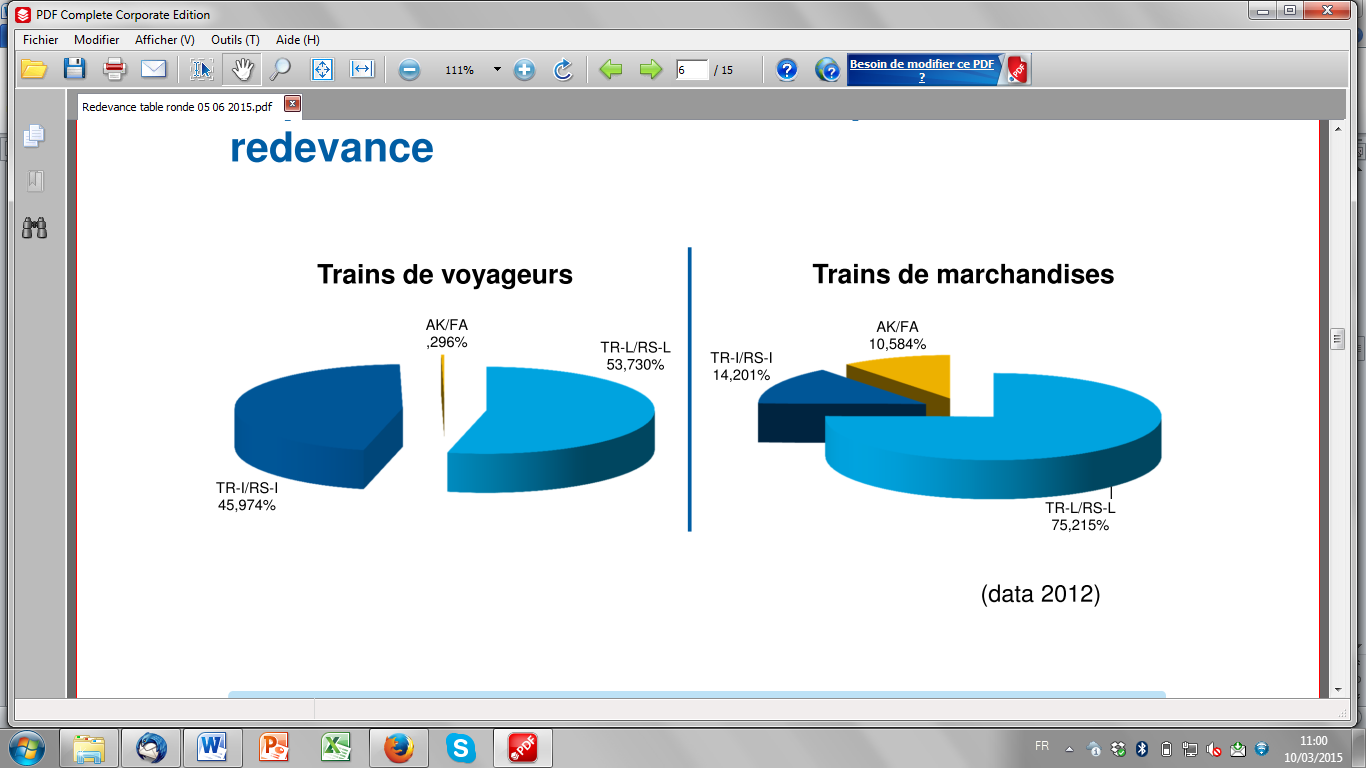 PDF Complete Corporate Edition
Fichier Modifier Afficher (V) Outils (T) Aide (H)
111% 6 / 15 Besoin de modifier ce PDF
?
Redevance table ronde 05 06 2015.pdf
redevance
Trains de voyageurs
AK/FA
,296%
TR-L/RS-L
53,730%
TR-I/RS-I
45,974%
Trains de marchandises
AK/FA
10,584%
TR-I/RS-I
14,201%
TR-L/RS-L
75,215%
(data 2012)
FR
11:00
10/03/2015